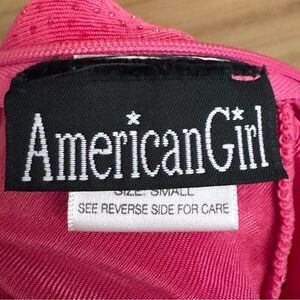 AmericanGirl
SIZE: SMALL
SEE REVERSE SIDE FOR CARE